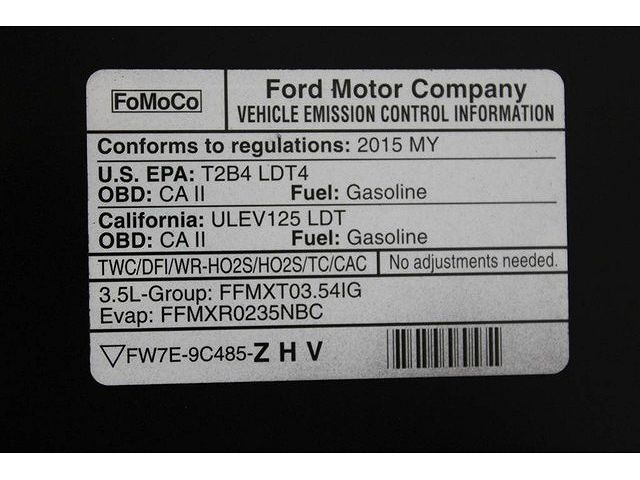 FoMoCo
Ford Motor Company
VEHICLE EMISSION CONTROL INFORMATION
Conforms to regulations: 2015 MY
U.S. EPA: T2B4 LDT4
OBD: CA II Fuel: Gasoline
California: ULEV125 LDT
OBD: CA II Fuel: Gasoline
TWC/DFI/WR-HO2S/HO2S/TC/CAC No adjustments needed.
3.5L-Group: FFMXT03.54IG
Evap: FFMXR0235NBC
▽FW7E-9C485-Z H V